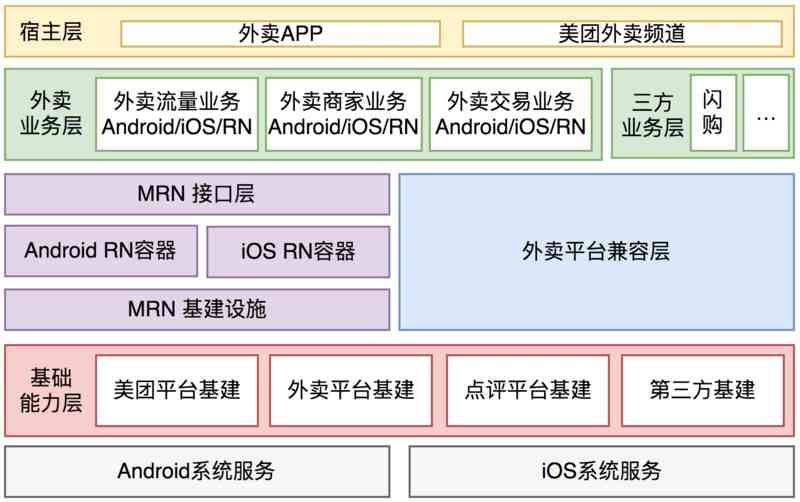 宿主层
外卖APP
美团外卖频道
外卖
业务层
外卖流量业务
Android/iOS/RN
外卖商家业务
Android/iOS/RN
外卖交易业务
Android/iOS/RN
三方
业务层
闪
购
...
MRN 接口层
Android RN容器
iOS RN容器
MRN 基建设施
外卖平台兼容层
基础
能力层
美团平台基建
外卖平台基建
点评平台基建
第三方基建
Android系统服务
iOS系统服务